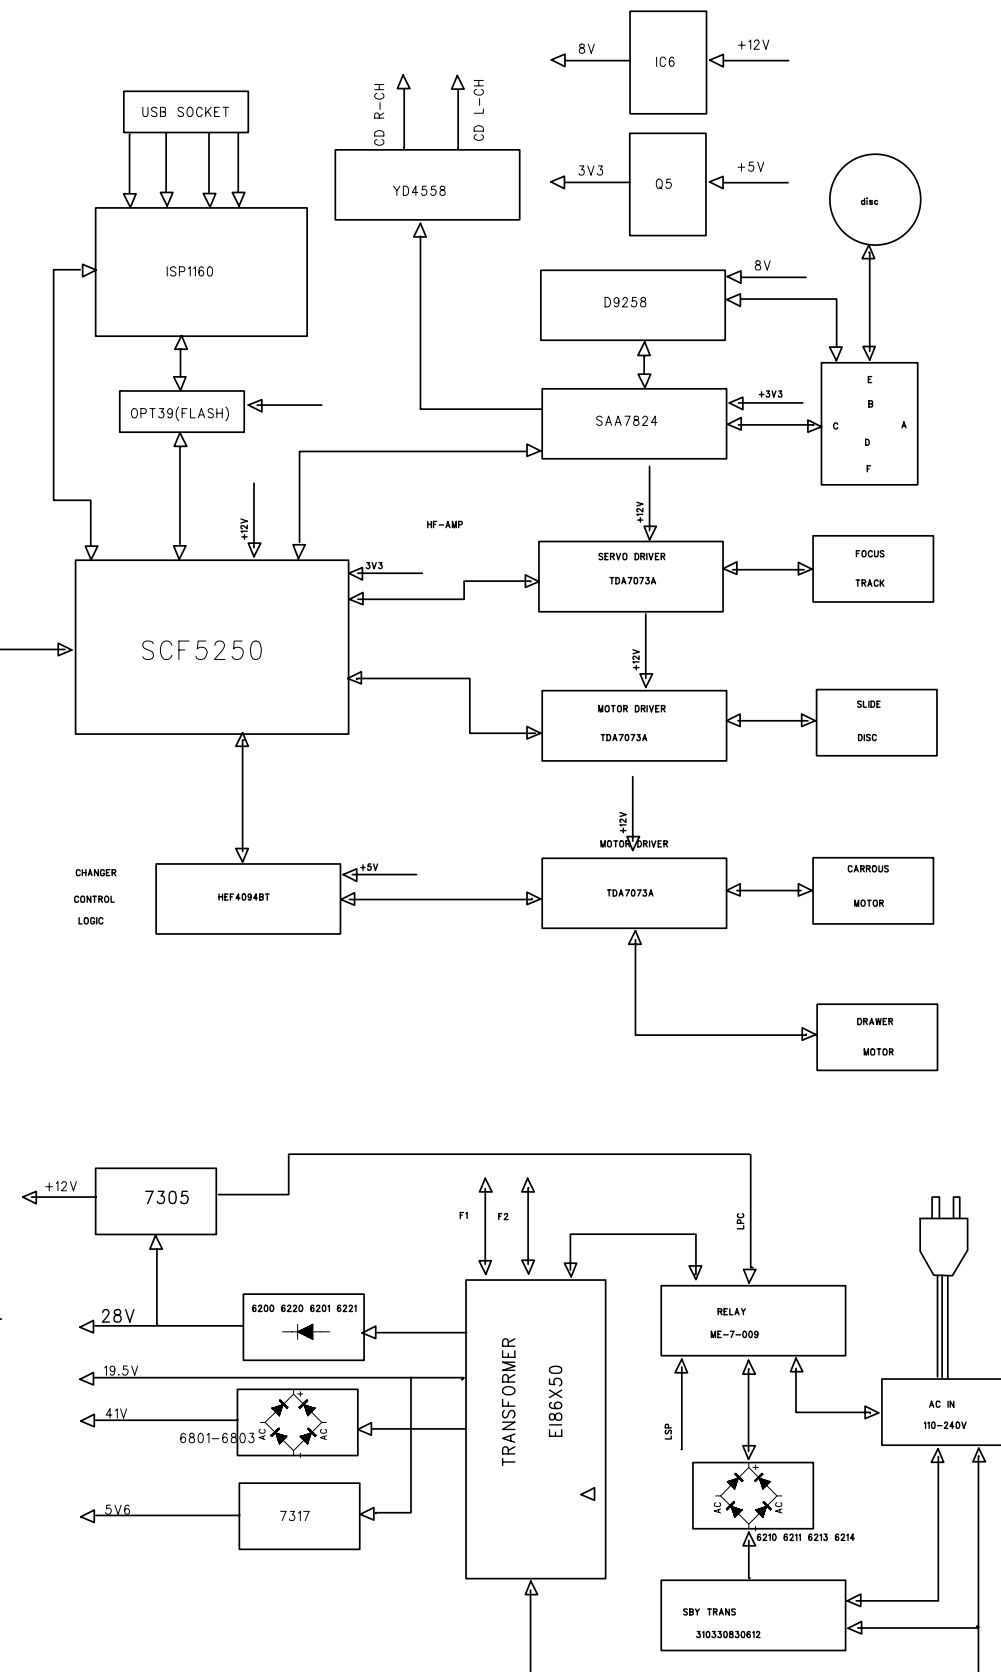 8V
IC6
+12V
CD R-CH
CD L-CH
USB SOCKET
3V3
Q5
+5V
YD4558
disc
ISP1160
8V
D9258
E
+3V3
B
OPT39(FLASH)
SAA7824
C
A
D
F
+12V
+12V
HF-AMP
3V3
SERVO DRIVER
TDA7073A
FOCUS
TRACK
SCF5250
+12V
MOTOR DRIVER
TDA7073A
SLIDE
DISC
+12V
MOTOR DRIVER
CHANGER
CONTROL
LOGIC
HEF4094BT
+5V
TDA7073A
CARROUS
MOTOR
DRAWER
MOTOR
+12V
7305
F1
F2
LPC
28V
6200 6220 6201 6221
RELAY
ME-7-009
19.5V
TRANSFORMER
EI86X50
41V
6801-6803
AC
AC
+
LSP
AC IN
110-240V
5V6
7317
+
AC
AC
6210 6211 6213 6214
SBY TRANS
310330830612